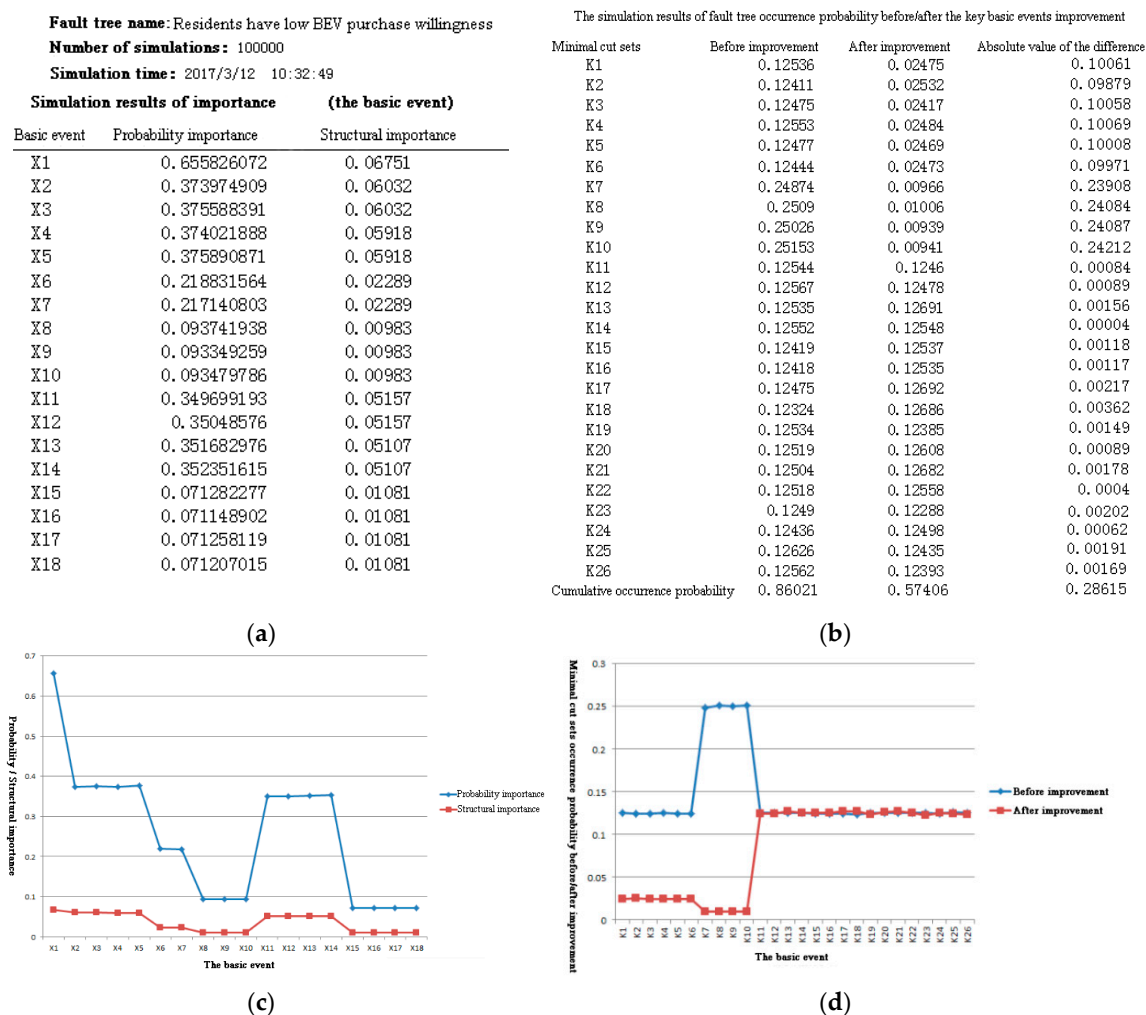 Fault tree name: Residents have low BEV purchase willingness
Number of simulations: 100000
Simulation time: 2017/3/12 10:32:49
Simulation results of importance (the basic event)
Basic event Probability importance Structural importance
X1 0.655826072 0.06751
X2 0.373974909 0.06032
X3 0.375588391 0.06032
X4 0.374021888 0.05918
X5 0.375890871 0.05918
X6 0.218831564 0.02289
X7 0.217140803 0.02289
X8 0.093741938 0.00983
X9 0.093349259 0.00983
X10 0.093479786 0.00983
X11 0.349699193 0.05157
X12 0.35048576 0.05157
X13 0.351682976 0.05107
X14 0.352351615 0.05107
X15 0.071282277 0.01081
X16 0.071148902 0.01081
X17 0.071258119 0.01081
X18 0.071207015 0.01081
(a)
The simulation results of fault tree occurrence probability before/after the key basic events improvement
Minimal cut sets Before improvement After improvement Absolute value of the difference
K1 0.12536 0.02475 0.10061
K2 0.12411 0.02532 0.09879
K3 0.12475 0.02417 0.10058
K4 0.12553 0.02484 0.10069
K5 0.12477 0.02469 0.10008
K6 0.12444 0.02473 0.09971
K7 0.24874 0.00966 0.23908
K8 0.2509 0.01006 0.24084
K9 0.25026 0.00939 0.24087
K10 0.25153 0.00941 0.24212
K11 0.12544 0.1246 0.00084
K12 0.12567 0.12478 0.00089
K13 0.12535 0.12691 0.00156
K14 0.12552 0.12548 0.00004
K15 0.12419 0.12537 0.00118
K16 0.12418 0.12535 0.00117
K17 0.12475 0.12692 0.00217
K18 0.12324 0.12686 0.00362
K19 0.12534 0.12385 0.00149
K20 0.12519 0.12608 0.00089
K21 0.12504 0.12682 0.00178
K22 0.12518 0.12558 0.0004
K23 0.1249 0.12288 0.00202
K24 0.12436 0.12498 0.00062
K25 0.12626 0.12435 0.00191
K26 0.12562 0.12393 0.00169
Cumulative occurrence probability 0.86021 0.57406 0.28615
(b)
Probability / Structural importance
0.7
0.6
0.5
0.4
0.3
0.2
0.1
0
X1 X2 X3 X4 X5 X6 X7 X8 X9 X10 X11 X12 X13 X14 X15 X16 X17 X18
The basic event
Probability importance
Structural importance
(c)
Minimal cut sets occurrence probability before/after improvement
0.3
0.25
0.2
0.15
0.1
0.05
0
K1 K2 K3 K4 K5 K6 K7 K8 K9 K10 K11 K12 K13 K14 K15 K16 K17 K18 K19 K20 K21 K22 K23 K24 K25 K26
The basic event
Before improvement
After improvement
(d)